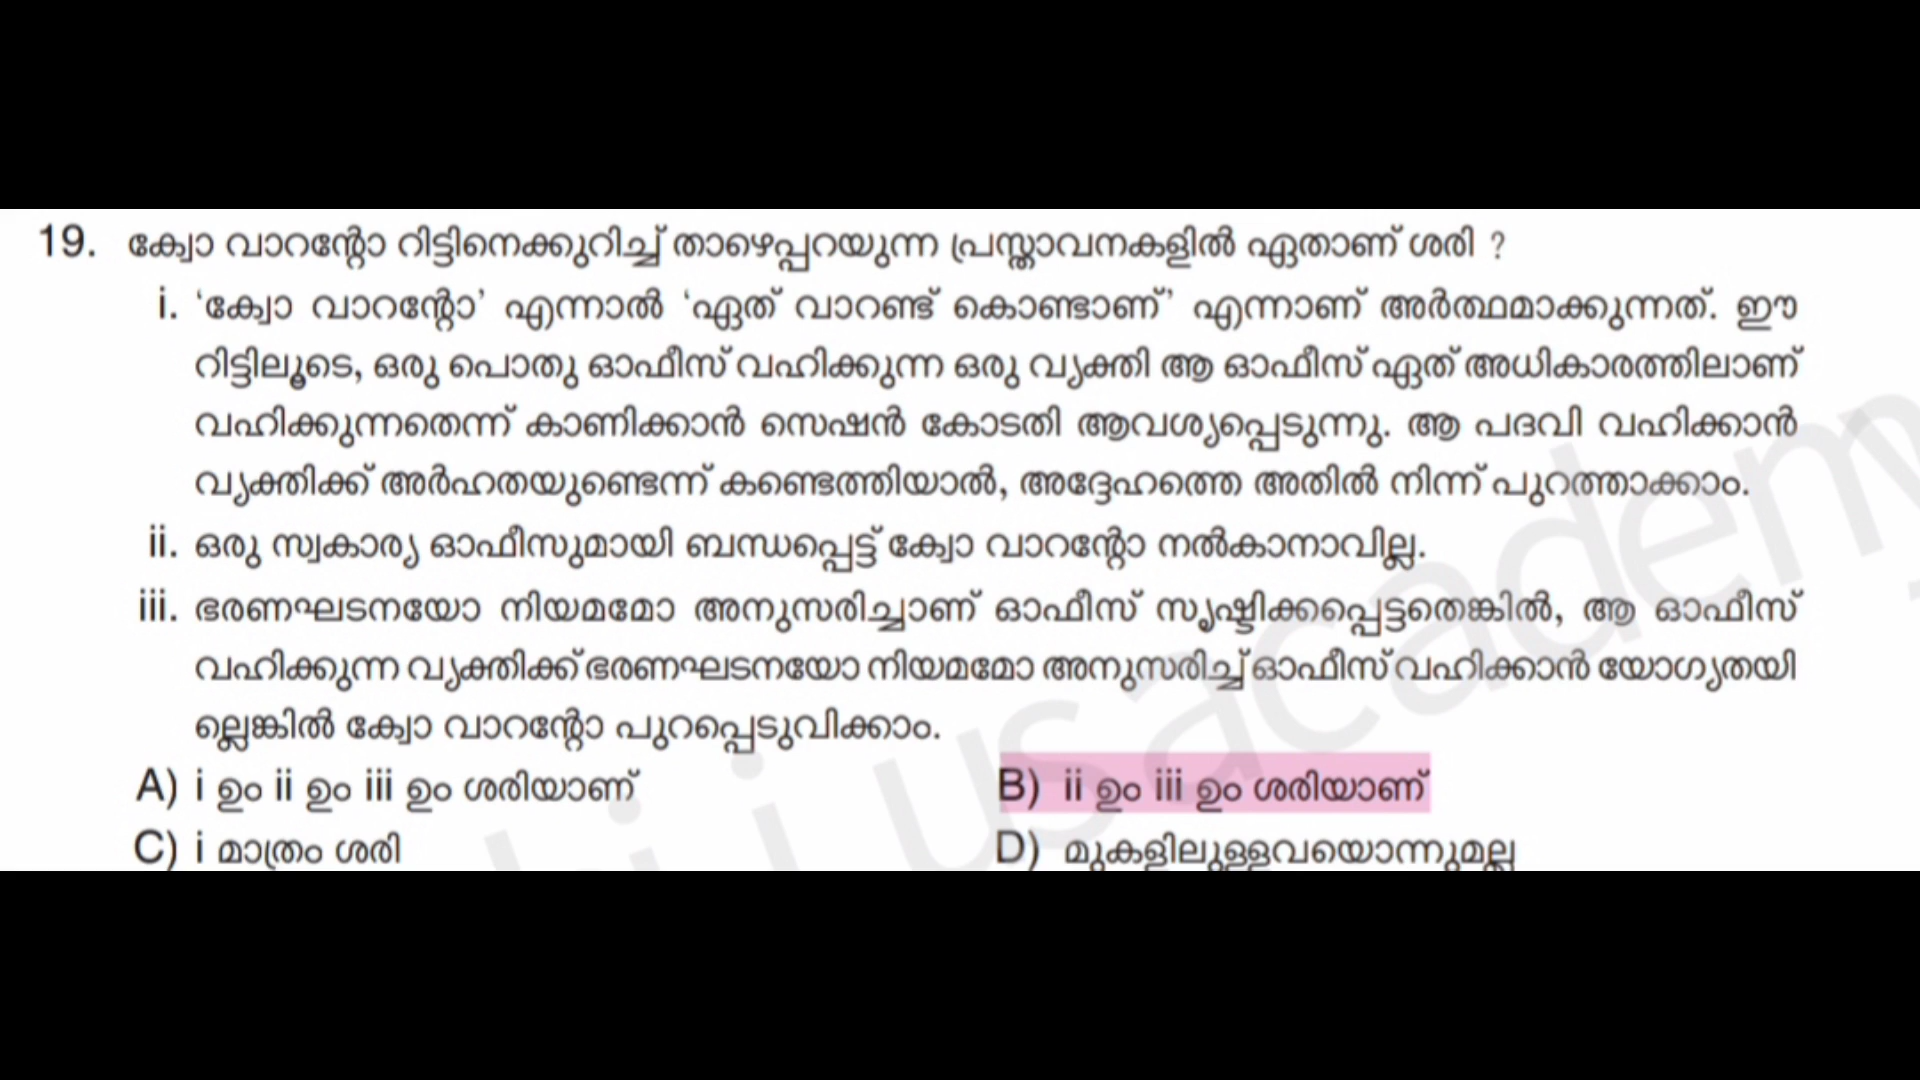 19. ക്വോ വാറന്റോ റിട്ടിനെക്കുറിച്ച് താഴെപ്പറയുന്ന പ്രസ്താവനകളിൽ ഏതാണ് ശരി ?
i. ‘ക്വോ വാറന്റോ’ എന്നാൽ ‘ഏത് വാറണ്ട് കൊണ്ടാണ്’ എന്നാണ് അർത്ഥമാക്കുന്നത്. ഈ
റിട്ടിലൂടെ, ഒരു പൊതു ഓഫീസ് വഹിക്കുന്ന ഒരു വ്യക്തി ആ ഓഫീസ് ഏത് അധികാരത്തിലാണ്
വഹിക്കുന്നതെന്ന് കാണിക്കാൻ സെഷൻ കോടതി ആവശ്യപ്പെടുന്നു. ആ പദവി വഹിക്കാൻ
വ്യക്തിക്ക് അർഹതയുണ്ടെന്ന് കണ്ടെത്തിയാൽ, അദ്ദേഹത്തെ അതിൽ നിന്ന് പുറത്താക്കാം.
ii. ഒരു സ്വകാര്യ ഓഫീസുമായി ബന്ധപ്പെട്ട് ക്വോ വാറന്റോ നൽകാനാവില്ല.
iii. ഭരണഘടനയോ നിയമമോ അനുസരിച്ചാണ് ഓഫീസ് സൃഷ്ടിക്കപ്പെട്ടതെങ്കിൽ, ആ ഓഫീസ്
വഹിക്കുന്ന വ്യക്തിക്ക് ഭരണഘടനയോ നിയമമോ അനുസരിച്ച് ഓഫീസ് വഹിക്കാൻ യോഗ്യതയി
ല്ലെങ്കിൽ ക്വോ വാറന്റോ പുറപ്പെടുവിക്കാം.
A) i ഉം ii ഉം iii ഉം ശരിയാണ്
B) ii ഉം iii ഉം ശരിയാണ്
C) i മാത്രം ശരി
D) മുകളിലുള്ളവയൊന്നുമല്ല